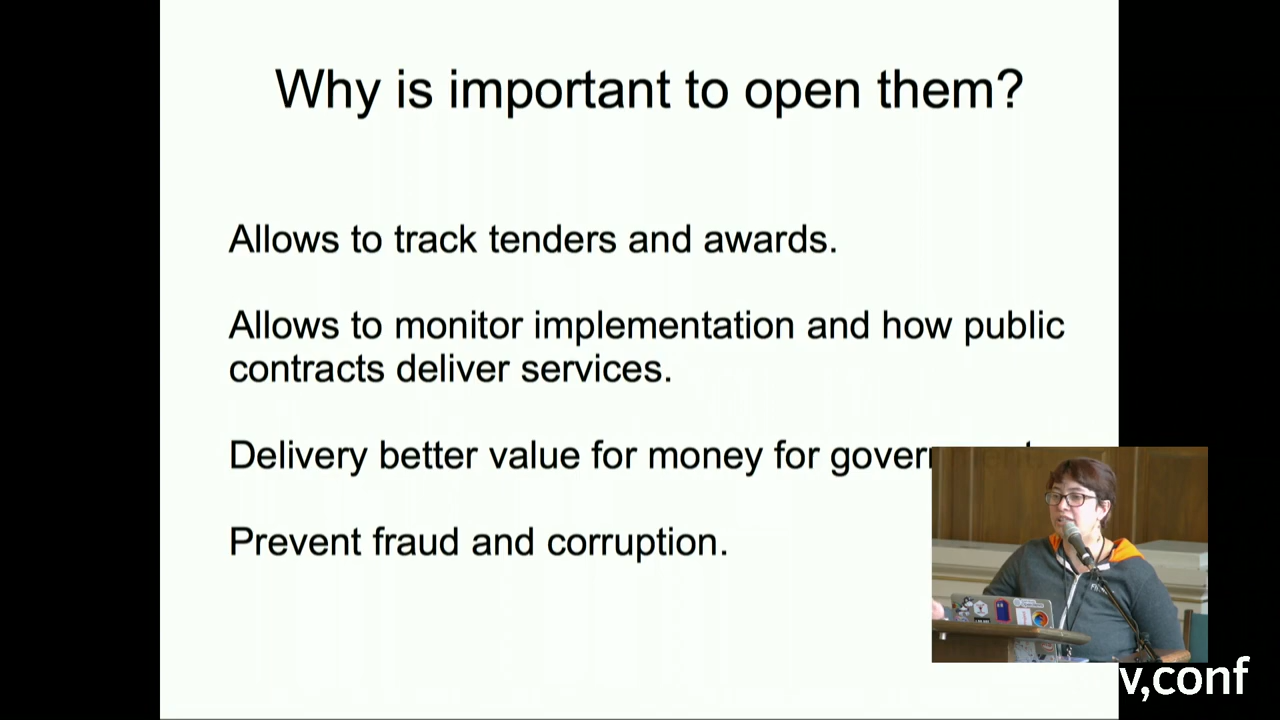 Why is important to open them?
Allows to track tenders and awards.
Allows to monitor implementation and how public
contracts deliver services.
Delivery better value for money for
Prevent fraud and corruption.
v,conf